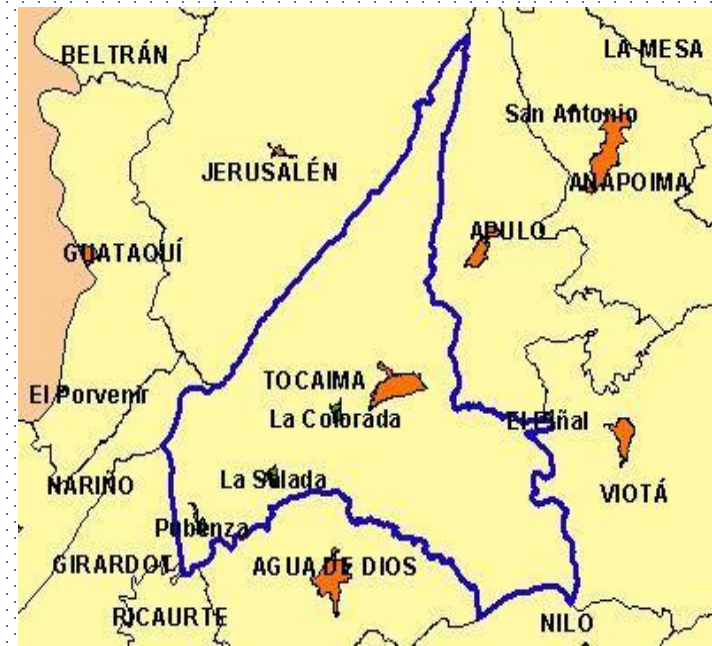 BELTRÁN
LA MESA
San Antonio
JERUSALÉN
ANAPOIMA
APULO
GUATAQUÍ
TOCAIMA
El Porvenir
La Colorada
El Piñal
La Salada
NARIÑO
VIOTÁ
Pubenza
GIRARDOT
AGUA DE DIOS
RICAURTE
NILO